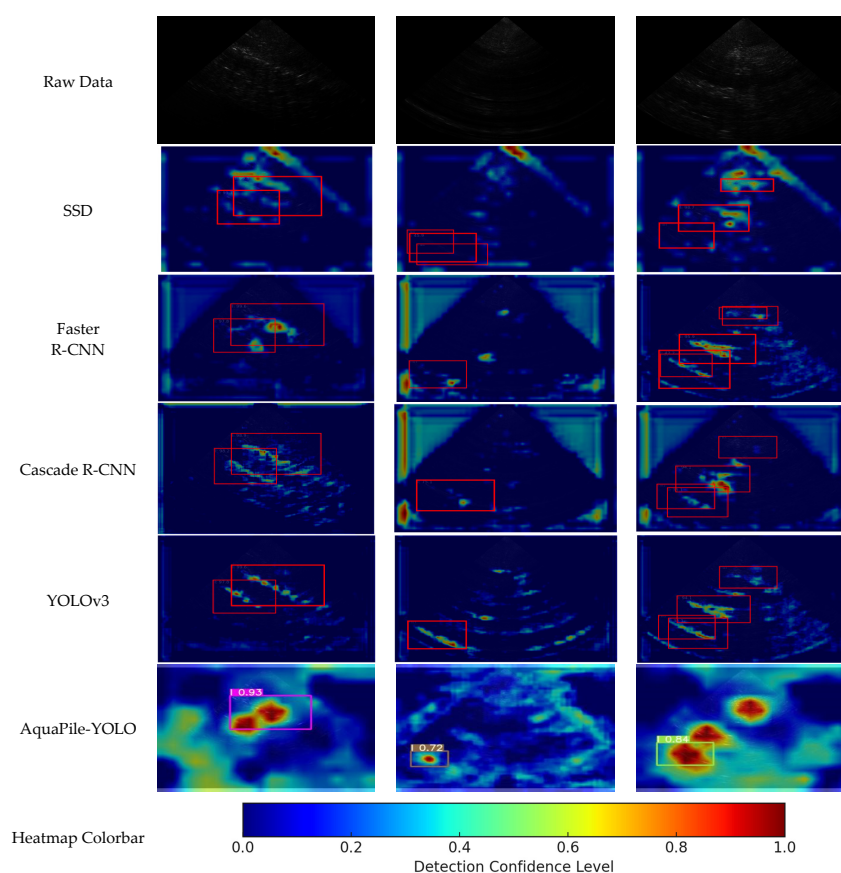 Raw Data
SSD
Faster
R-CNN
Cascade R-CNN
YOLOv3
AquaPile-YOLO
0.93
0.72
0.84
Heatmap Colorbar
0.0 0.2 0.4 0.6 0.8 1.0
Detection Confidence Level